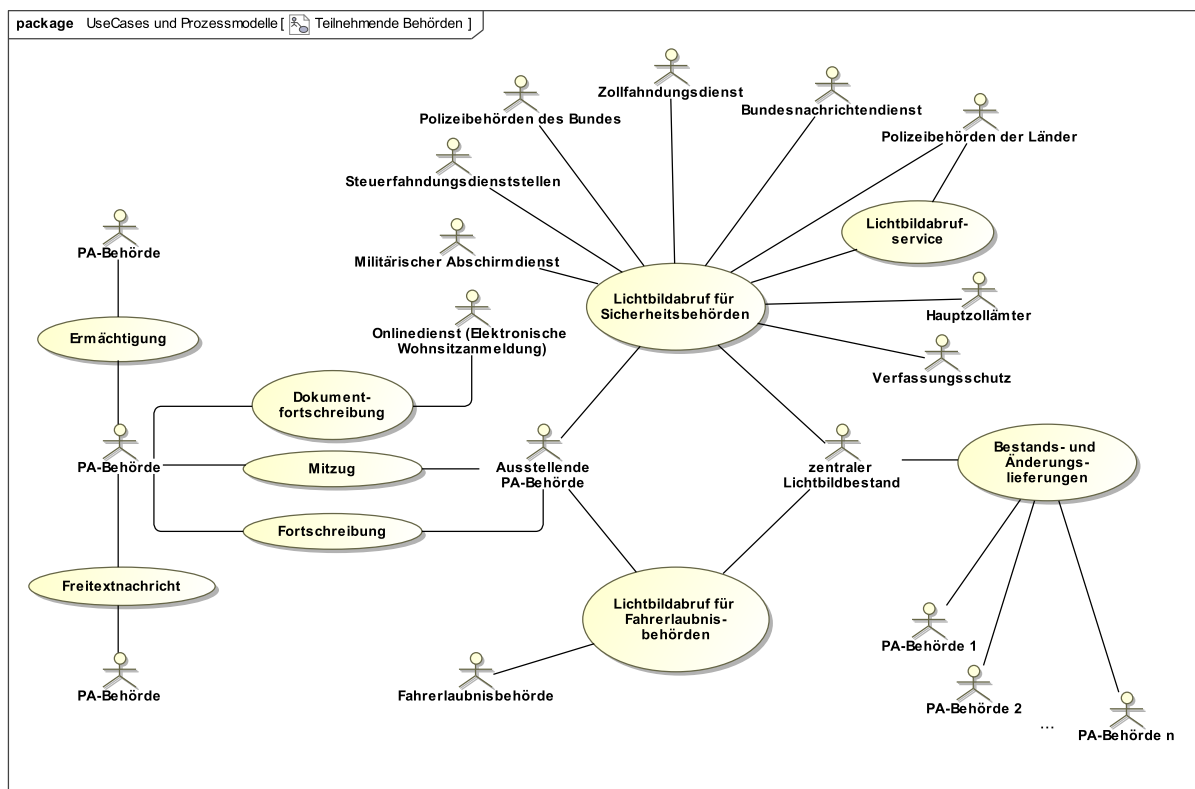 package UseCases und Prozessmodelle [ Teilnehmende Behörden ]
Zollfahndungsdienst
Bundesnachrichtendienst
Polizeibehörden des Bundes
Polizeibehörden der Länder
Steuerfahndungsdienststellen
Lichtbildabruf-
service
PA-Behörde
Militärischer Abschirmdienst
Lichtbildabruf für
Sicherheitsbehörden
Hauptzollämter
Ermächtigung
Onlinedienst (Elektronische
Wohnsitzanmeldung)
Verfassungsschutz
Dokument-
fortschreibung
PA-Behörde
Mitzug
Ausstellende
PA-Behörde
zentraler
Lichtbildbestand
Bestands- und
Änderungs-
lieferungen
Fortschreibung
Freitextnachricht
Lichtbildabruf für
Fahrerlaubnis-
behörden
PA-Behörde 1
PA-Behörde
Fahrerlaubnisbehörde
PA-Behörde 2
...
PA-Behörde n